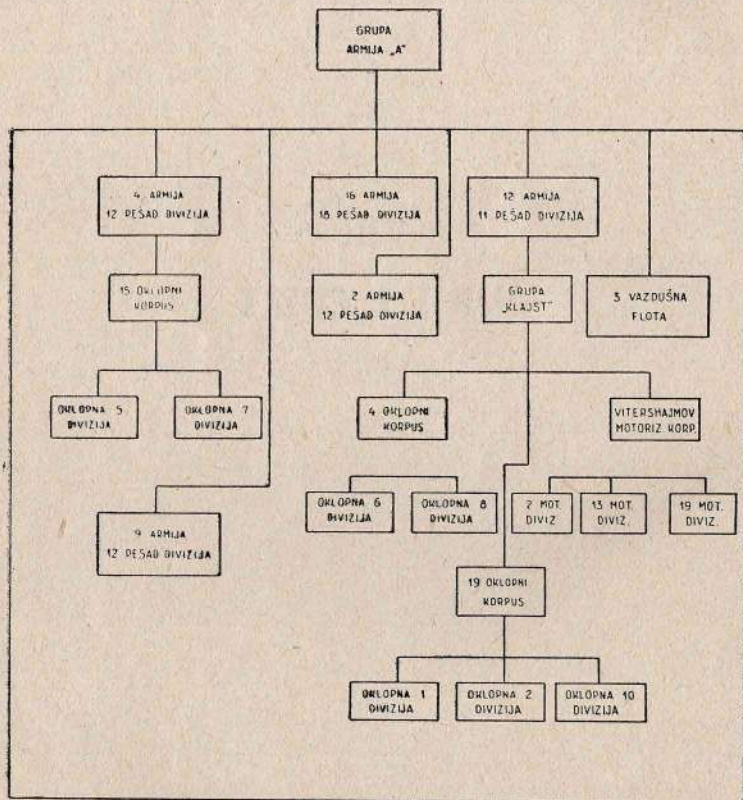 GRUPA
ARMIJA „A"
4 ARMIJA
12 PEŠAD DIVIZIJA
16 ARMIJA
18 PEŠAD DIVIZIJA
12 ARMIJA
11 PEŠAD DIVIZIJA
15 OKLOPNI
KORPUS
2 ARMIJA
12 PEŠAD DIVIZIJA
GRUPA
„KLAJST"
3 VAZDUŠNA
FLOTA
OKLOPNA 5
DIVIZIJA
OKLOPNA 7
DIVIZIJA
4 OKLOPNI
KORPUS
VITERSHAJMOV
MOTORIZ. KORP.
OKLOPNA 6
DIVIZIJA
OKLOPNA 8
DIVIZIJA
2 MOT.
DIVIZ
13 MOT.
DIVIZ.
19 MOT.
DIVIZ.
9 ARMIJA
12 PEŠAD DIVIZIJA
19 OKLOPNI
KORPUS
OKLOPNA 1
DIVIZIJA
OKLOPNA 2
DIVIZIJA
OKLOPNA 10
DIVIZIJA